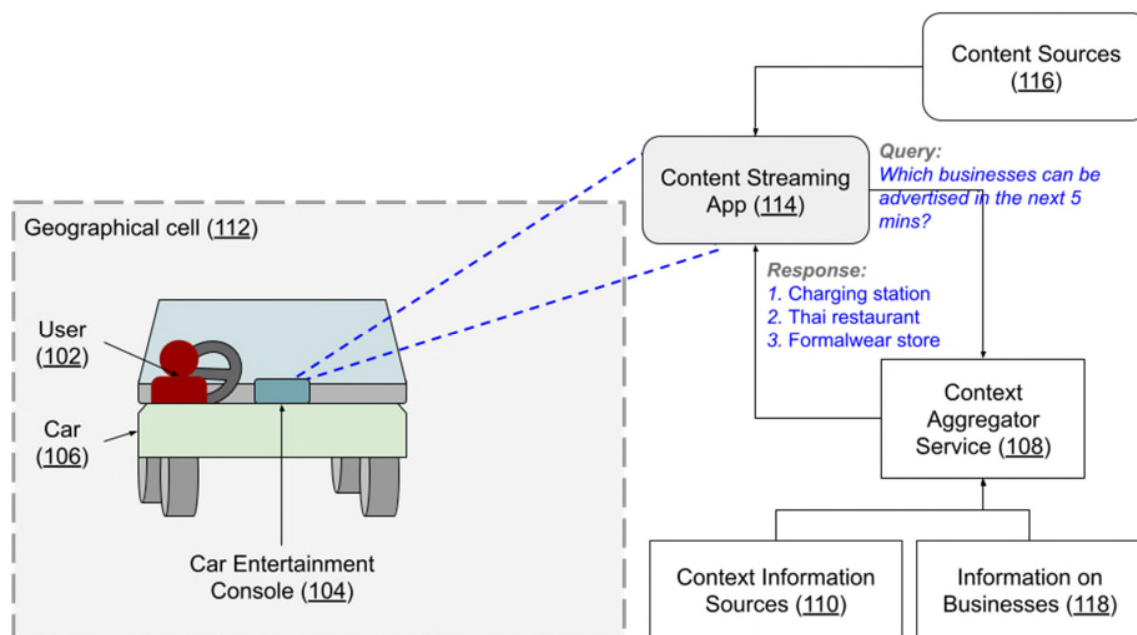 Content Sources
(116)
Content Streaming
App (114)
Query:
Which businesses can be
advertised in the next 5
mins?
Geographical cell (112)
Response:
1. Charging station
2. Thai restaurant
3. Formalwear store
User
(102)
Car
(106)
Context
Aggregator
Service (108)
Car Entertainment
Console (104)
Context Information
Sources (110)
Information on
Businesses (118)